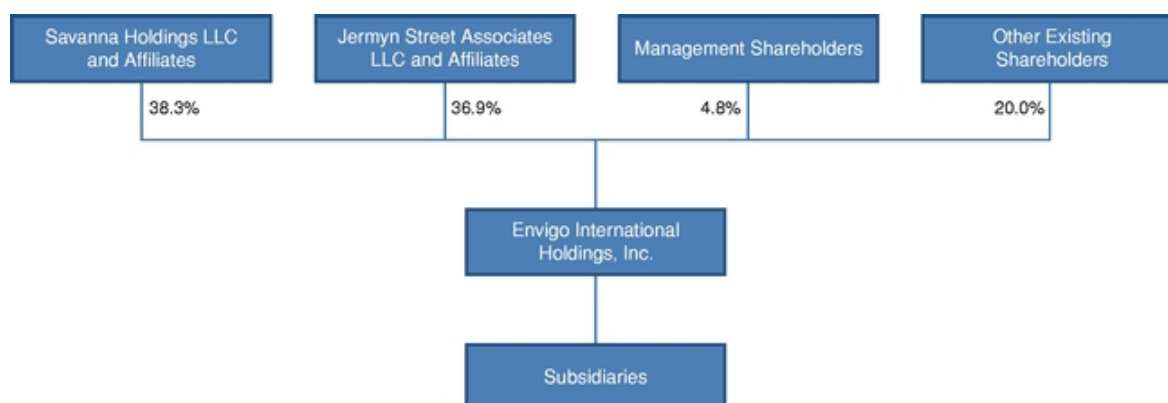 Savanna Holdings LLC
and Affiliates
Jermyn Street Associates
LLC and Affiliates
Management Shareholders
Other Existing
Shareholders
38.3%
36.9%
4.8%
20.0%
Envigo International
Holdings, Inc.
Subsidiaries